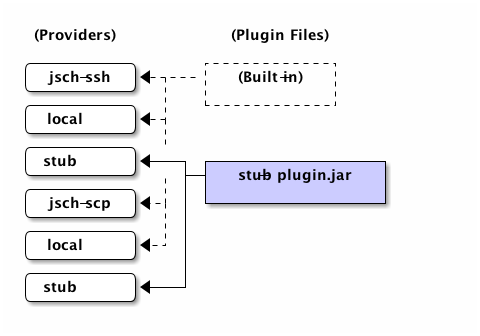 (Providers) (Plugin Files)
jsch-ssh (Built-in)
local
stub
stub-plugin.jar
jsch-scp
local
stub